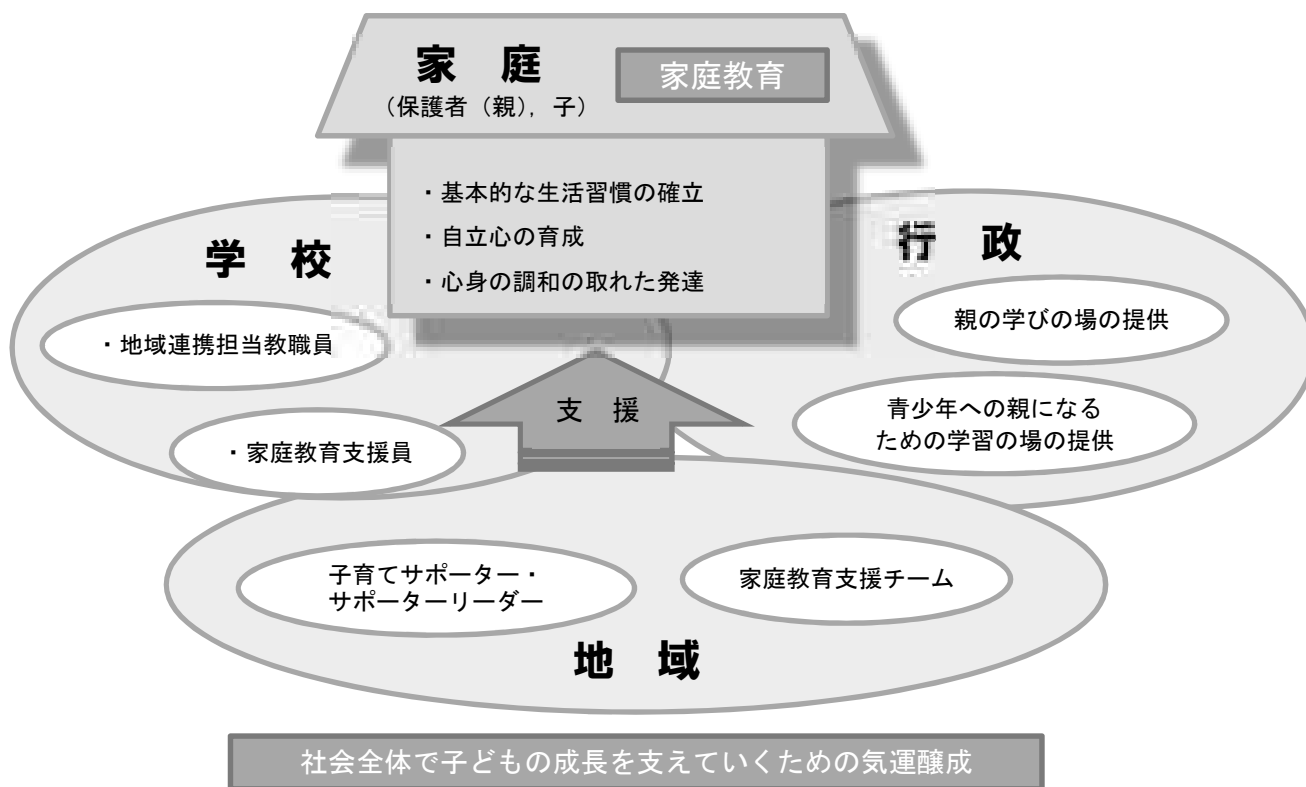 家 庭
家庭教育
（保護者（親），子）
・基本的な生活習慣の確立
・自立心の育成
・心身の調和の取れた発達
学 校
・地域連携担当教職員
・家庭教育支援員
行 政
親の学びの場の提供
青少年への親になる
ための学習の場の提供
支 援
子育てサポーター・
サポーターリーダー
家庭教育支援チーム
地 域
社会全体で子どもの成長を支えていくための気運醸成